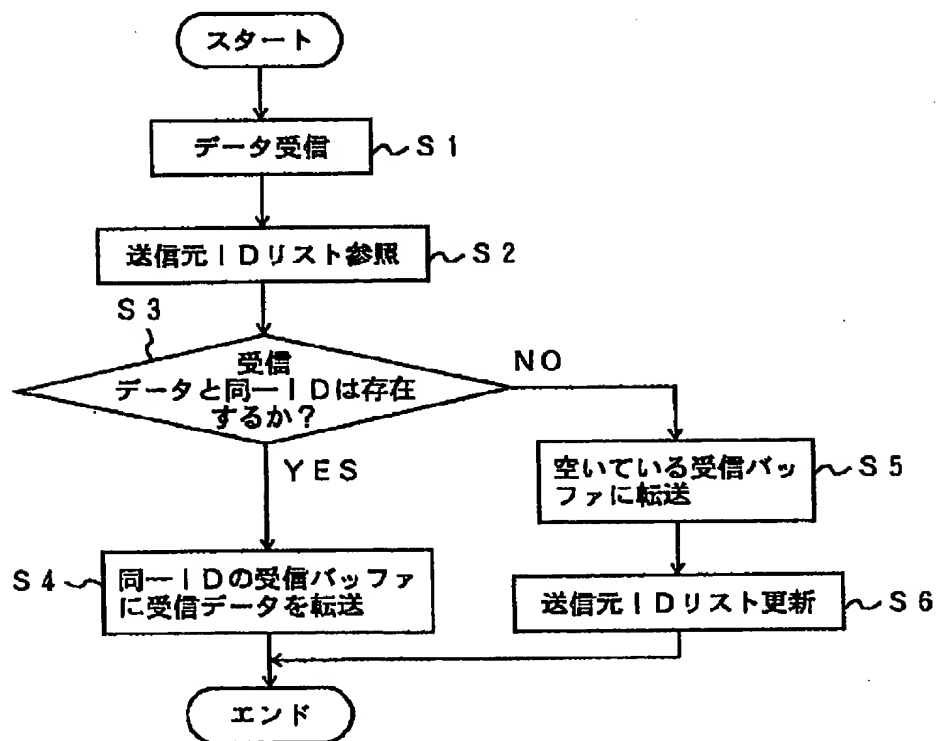 スタート
データ受信
S1
送信元IDリスト参照
S2
S3
受信
データと同一IDは存在
するか?
NO
YES
空いている受信バッ
ファに転送
S5
S4
同一IDの受信バッファ
に受信データを転送
送信元IDリスト更新
S6
エンド